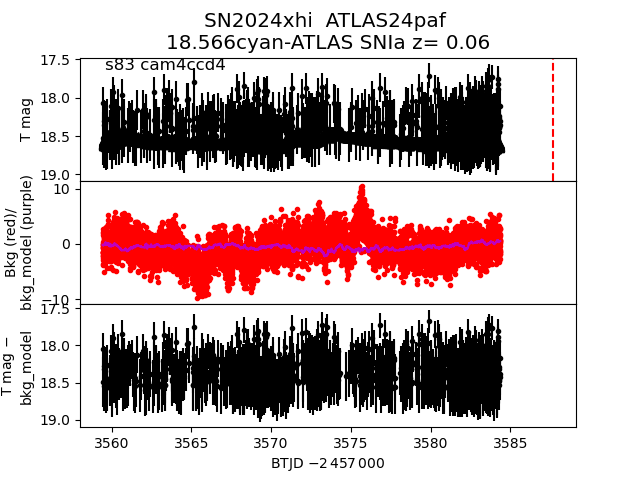 SN2024xhi  ATLAS24paf
18.566cyan-ATLAS SNIa z= 0.06
s83 cam4ccd4
17.5
18.0
18.5
19.0
T mag
10
0
−10
Bkg (red)/
bkg_model (purple)
17.5
18.0
18.5
19.0
T mag −
bkg_model
3560 3565 3570 3575 3580 3585
BTJD −2 457 000